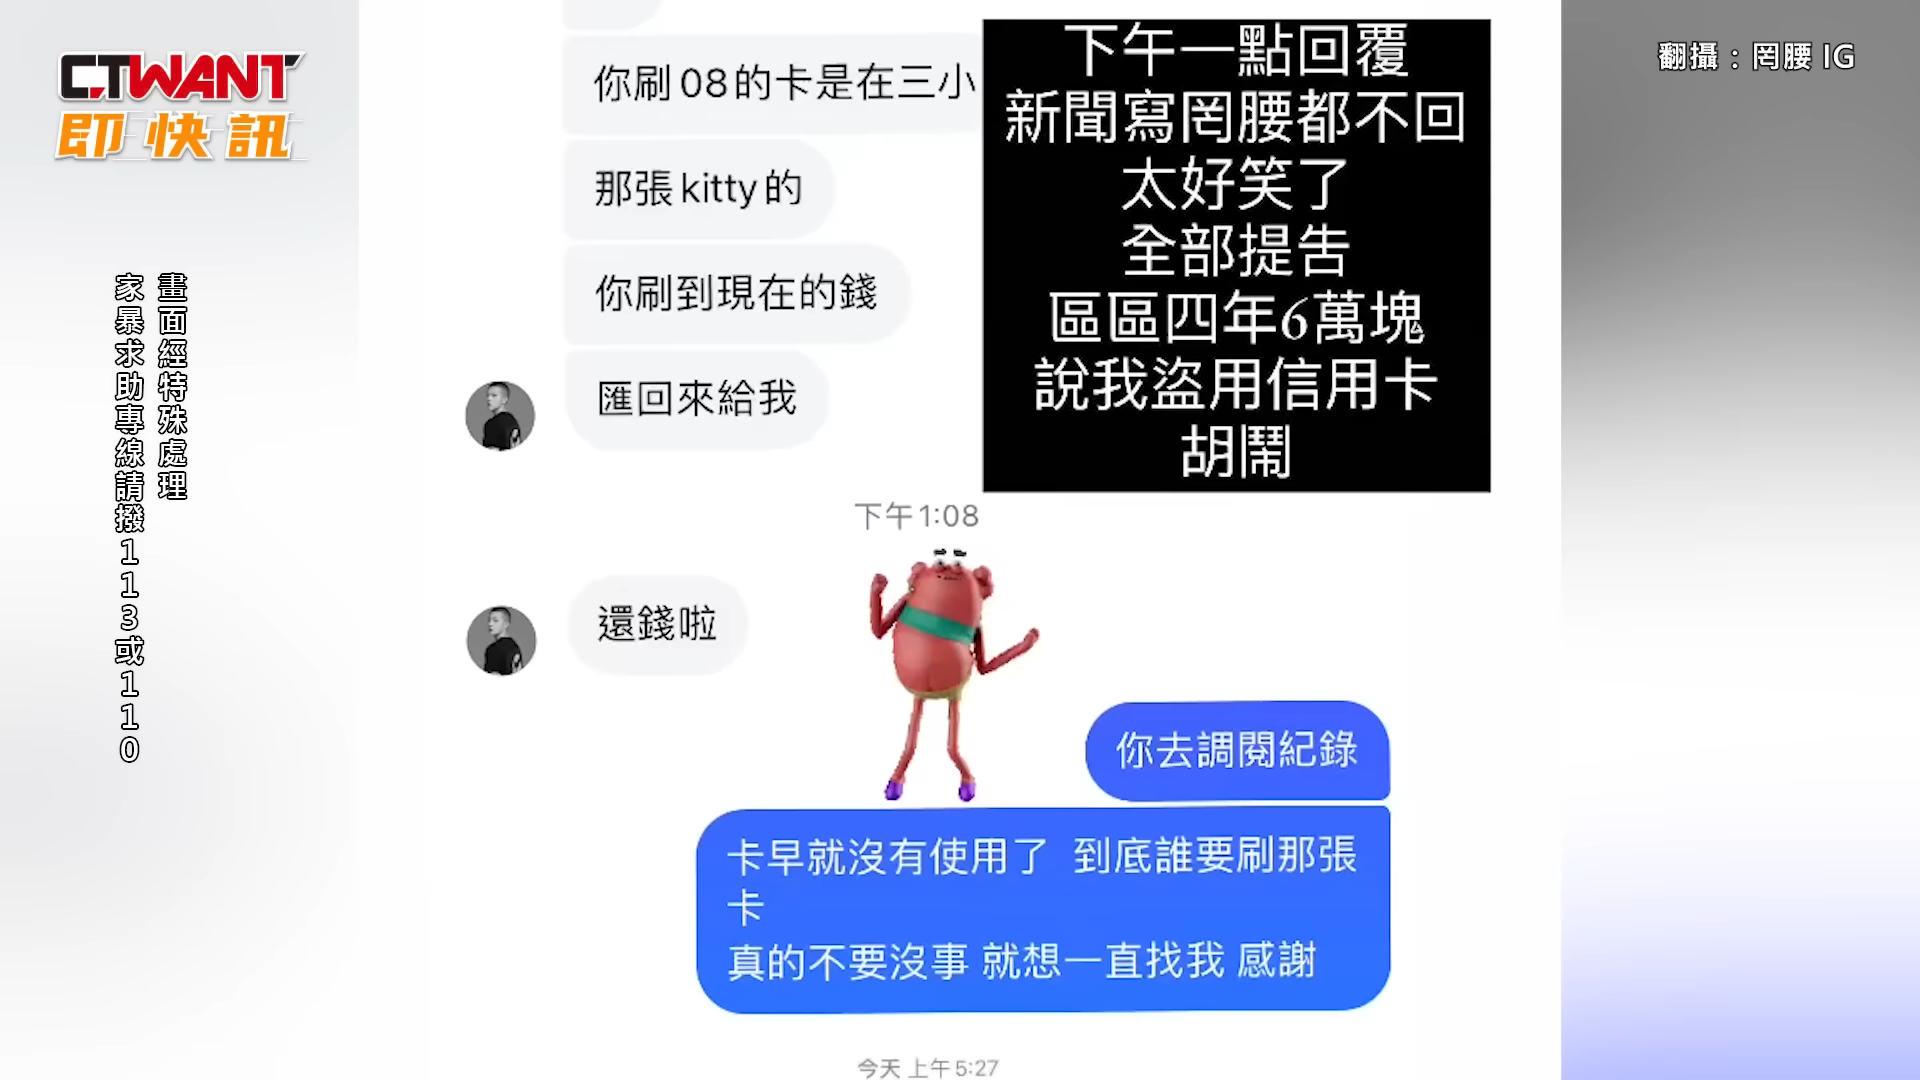 CTWANT
即快訊
翻攝：罔腰 IG
畫面經特殊處理
家暴求助專線請撥113或110
你刷08的卡是在三小
那張kitty的
你刷到現在的錢
匯回來給我
下午一點回覆
新聞寫罔腰都不回
太好笑了
全部提告
區區四年6萬塊
說我盜用信用卡
胡鬧
下午1:08
還錢啦
你去調閱紀錄
卡早就沒有使用了 到底誰要刷那張
卡
真的不要沒事 就想一直找我 感謝
今天 上午5:27